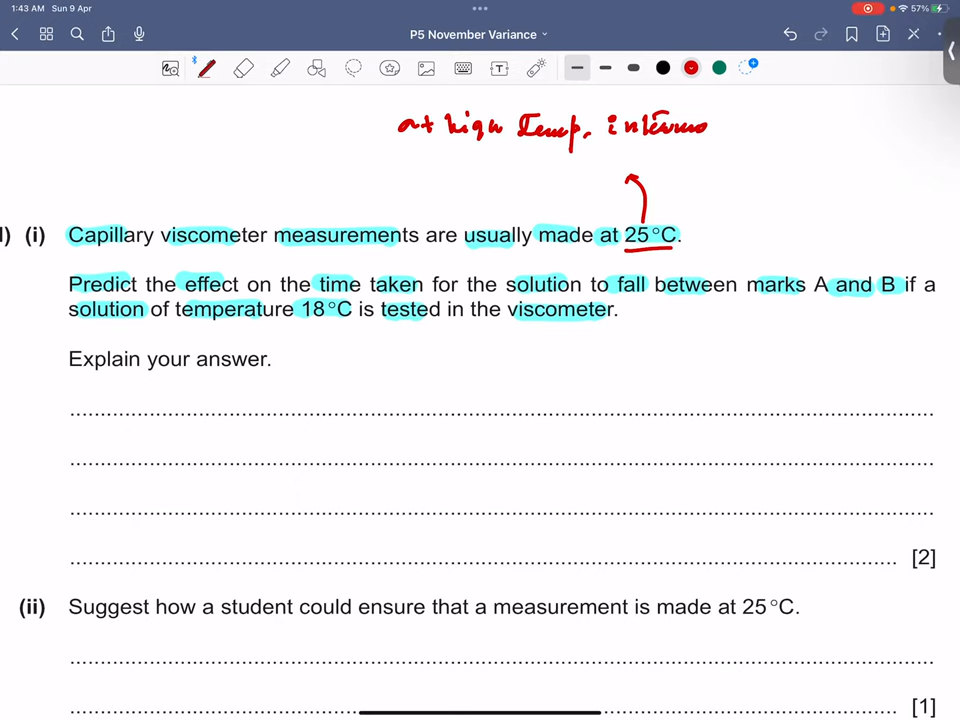 1:43 AM Sun 9 Apr
57%
P5 November Variance
at high Temp. interms
(i) Capillary viscometer measurements are usually made at 25 °C.
Predict the effect on the time taken for the solution to fall between marks A and B if a
solution of temperature 18 °C is tested in the viscometer.
Explain your answer.
[2]
(ii) Suggest how a student could ensure that a measurement is made at 25 °C.
[1]